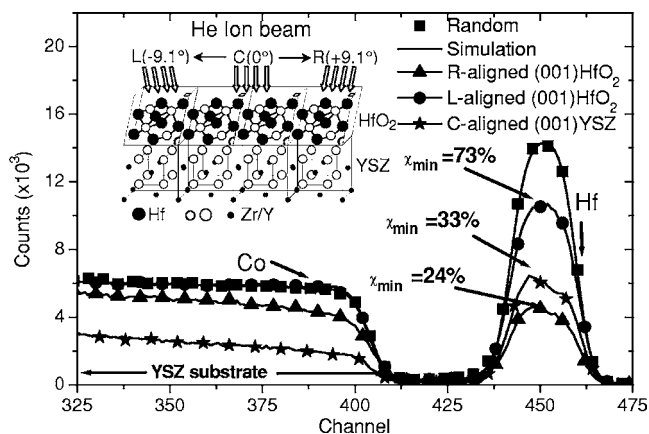 He Ion beam
L(-9.1°) C(0°) R(+9.1°)
HfO₂
YSZ
Hf Zr/Y
Random
Simulation
R-aligned (001)HfO₂
L-aligned (001)HfO₂
C-aligned (001)YSZ
χmin =73%
Hf
χmin =33%
χmin =24%
Co
YSZ substrate
Counts (x10³)
20
16
12
8
4
0
325 350 375 400 425 450 475
Channel